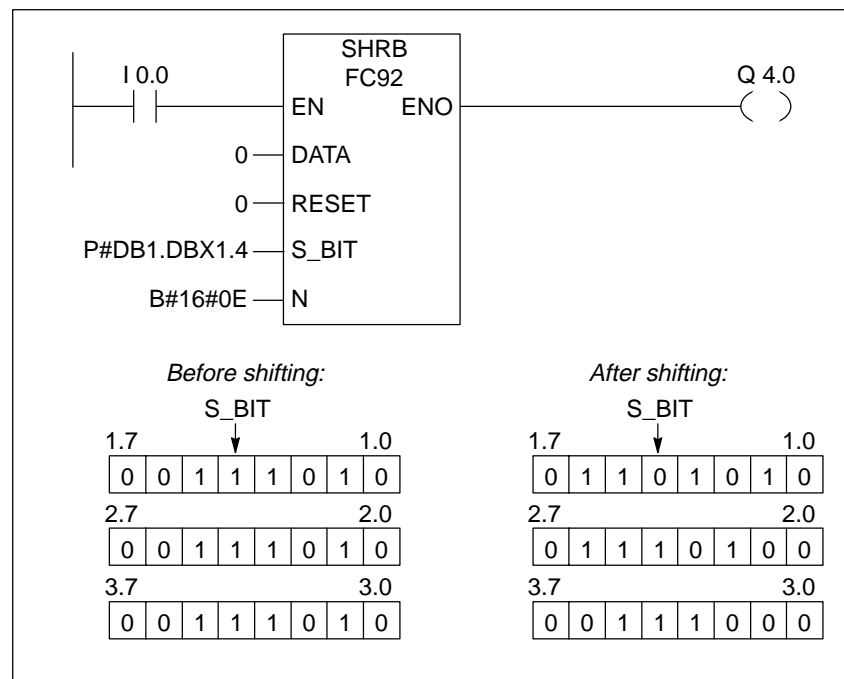 SHRB
FC92
I 0.0
Q 4.0
EN ENO
0 DATA
0 RESET
P#DB1.DBX1.4 S_BIT
B#16#0E N
Before shifting: After shifting:
S_BIT S_BIT
1.7 1.0 1.7 1.0
0 0 1 1 1 0 1 0 0 1 1 0 1 0 1 0
2.7 2.0 2.7 2.0
0 0 1 1 1 0 1 0 0 1 1 1 0 1 0 0
3.7 3.0 3.7 3.0
0 0 1 1 1 0 1 0 0 0 1 1 1 0 0 0